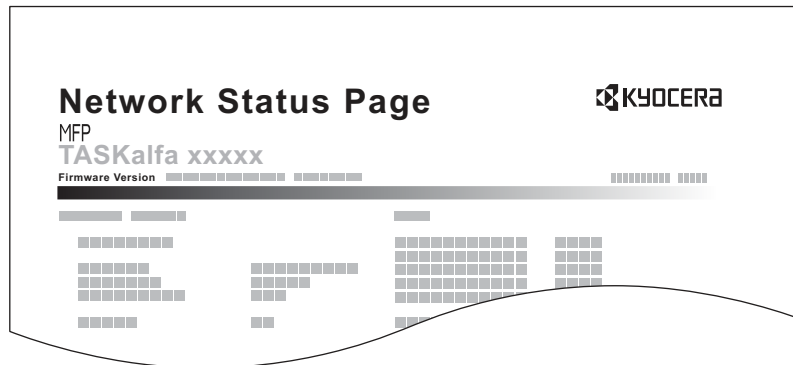 Network Status Page
KYOCERA
MFP
TASKalfa xxxxx
Firmware Version